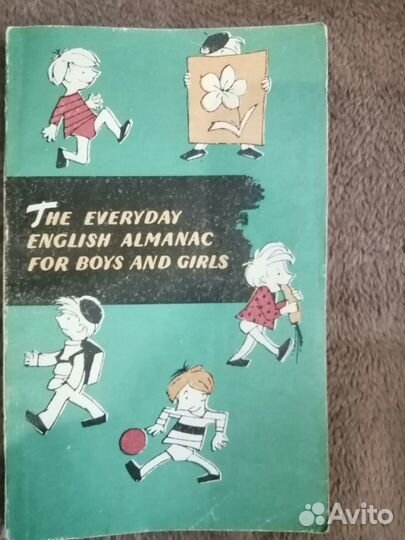 THE EVERYDAY
ENGLISH ALMANAC
FOR BOYS AND GIRLS
Avito